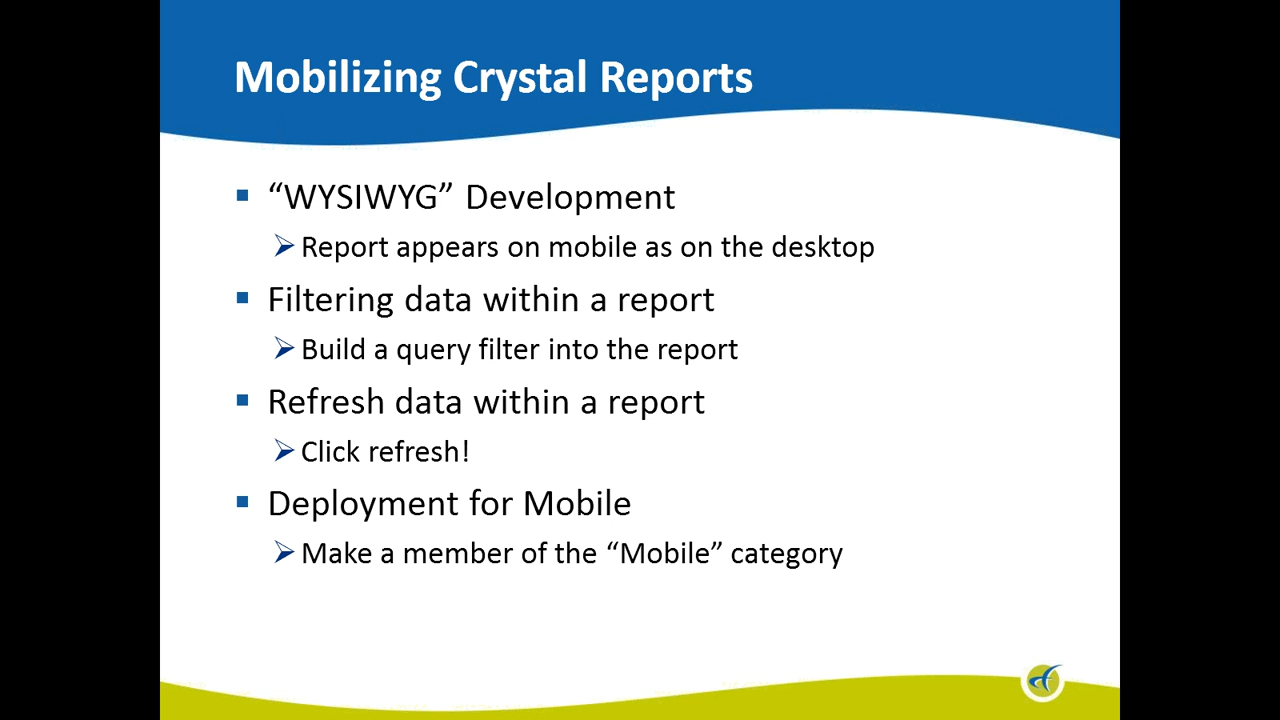 Mobilizing Crystal Reports
“WYSIWYG” Development
Report appears on mobile as on the desktop
Filtering data within a report
Build a query filter into the report
Refresh data within a report
Click refresh!
Deployment for Mobile
Make a member of the “Mobile” category